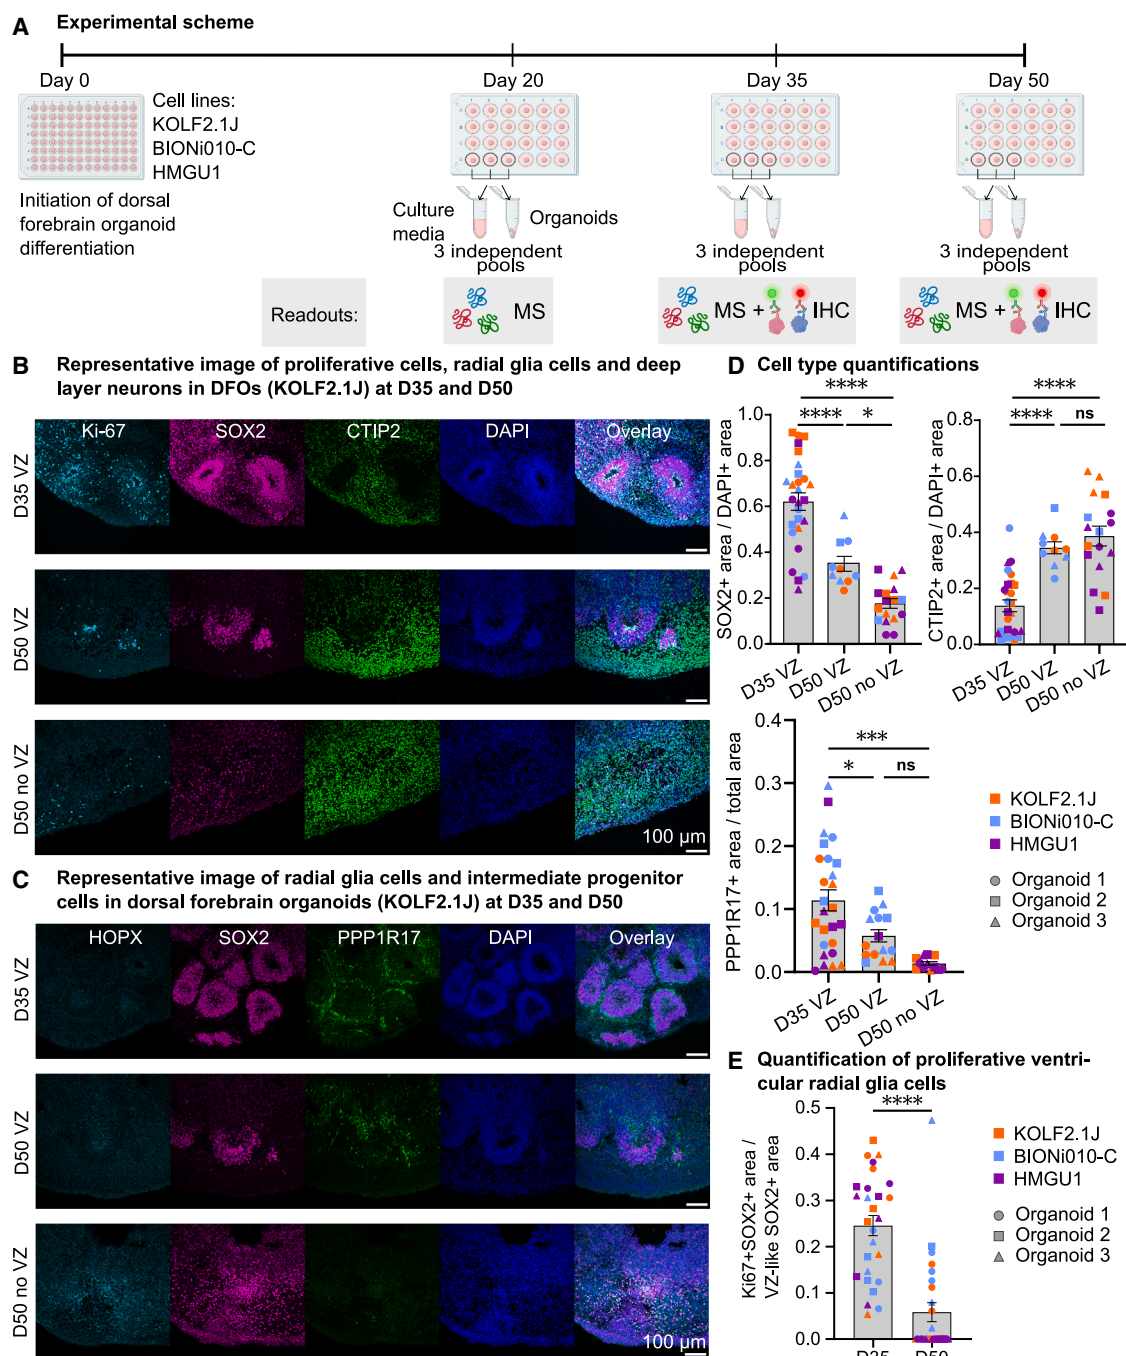 A Experimental scheme
Day 0
Day 20
Day 35
Day 50
Cell lines:
KOLF2.1J
BIONi010-C
HMGU1
Initiation of dorsal
forebrain organoid
differentiation
Culture
media
Organoids
3 independent
pools
3 independent
pools
3 independent
pools
Readouts:
MS
MS + IHC
MS + IHC
B Representative image of proliferative cells, radial glia cells and deep
layer neurons in DFOs (KOLF2.1J) at D35 and D50
Ki-67 SOX2 CTIP2 DAPI Overlay
D35 VZ
D50 VZ
D50 no VZ
100 µm
C Representative image of radial glia cells and intermediate progenitor
cells in dorsal forebrain organoids (KOLF2.1J) at D35 and D50
HOPX SOX2 PPP1R17 DAPI Overlay
D35 VZ
D50 VZ
D50 no VZ
100 µm
D Cell type quantifications
SOX2+ area / DAPI+ area
1.0
0.8
0.6
0.4
0.2
0.0
****
**** *
D35 VZ
D50 VZ
D50 no VZ
CTIP2+ area / DAPI+ area
0.8
0.6
0.4
0.2
0.0
****
**** ns
D35 VZ
D50 VZ
D50 no VZ
PPP1R17+ area / total area
0.4
0.3
0.2
0.1
0.0
***
* ns
D35 VZ
D50 VZ
D50 no VZ
KOLF2.1J
BIONi010-C
HMGU1
Organoid 1
Organoid 2
Organoid 3
E Quantification of proliferative ventri-
cular radial glia cells
Ki67+SOX2+ area /
VZ-like SOX2+ area
0.5
0.4
0.3
0.2
0.1
0.0
****
D35 D50
KOLF2.1J
BIONi010-C
HMGU1
Organoid 1
Organoid 2
Organoid 3